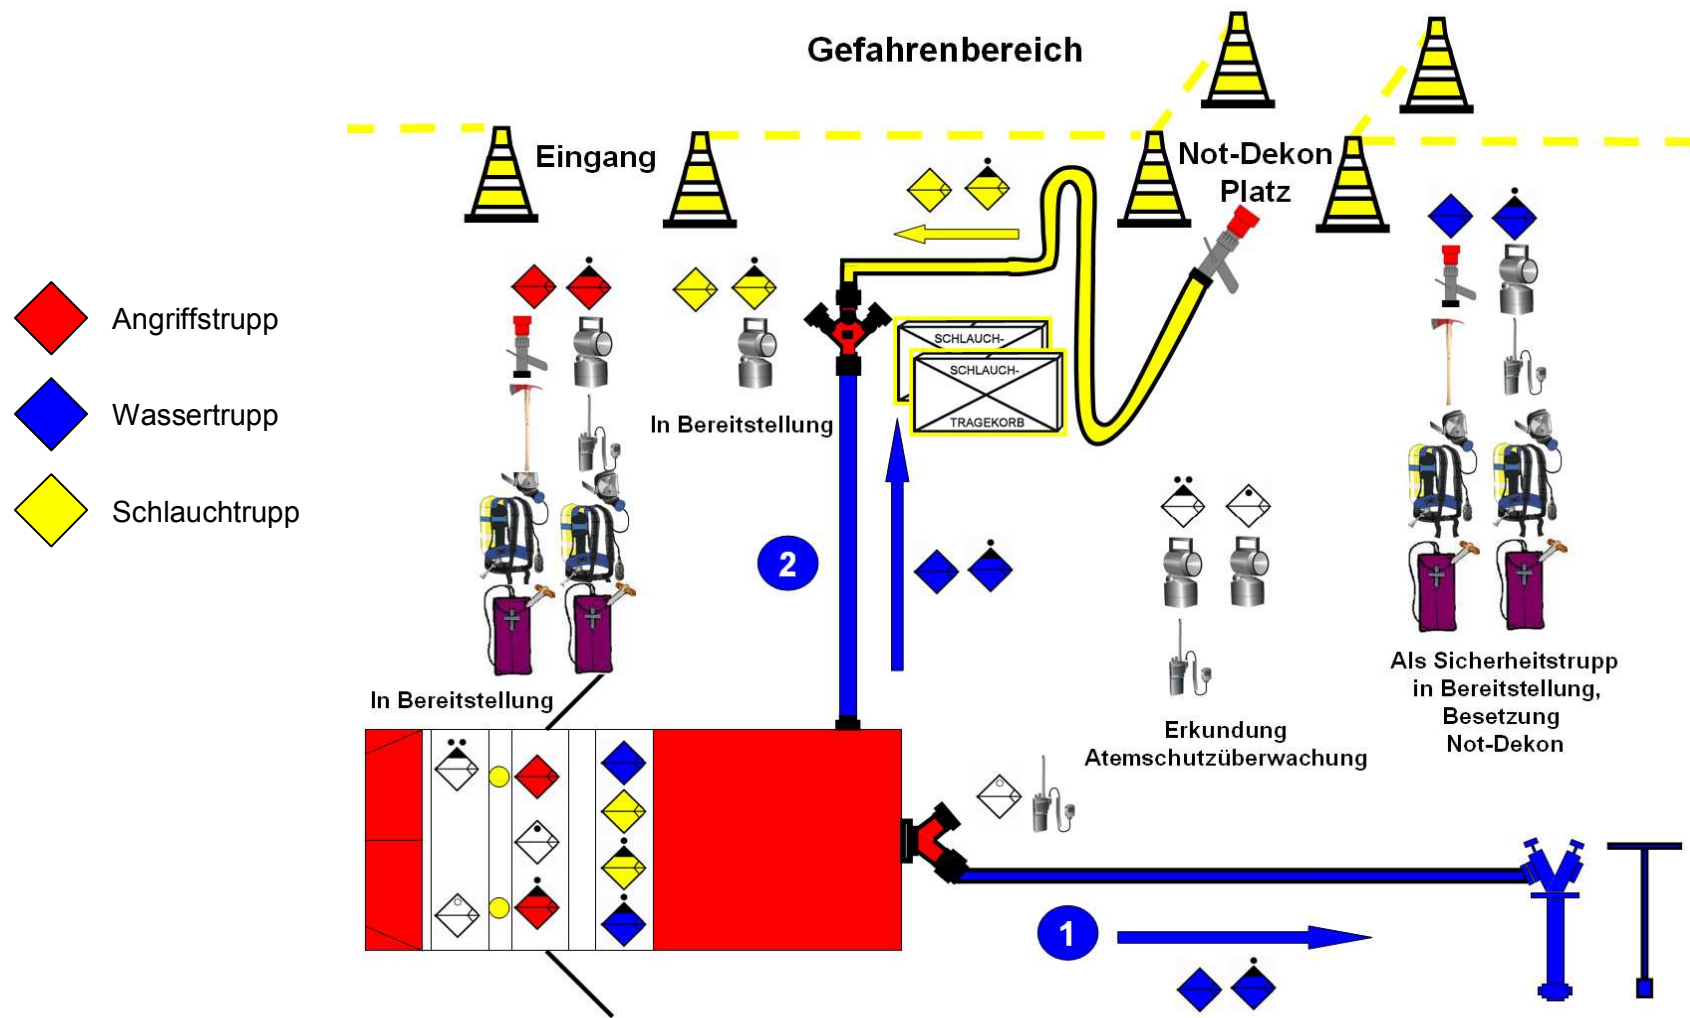 Gefahrenbereich
Eingang
Not-Dekon
Platz
Angriffstrupp
Wassertrupp
Schlauchtrupp
SCHLAUCH-
SCHLAUCH-
TRAGEKORB
In Bereitstellung
2
In Bereitstellung
Als Sicherheitstrupp
in Bereitstellung,
Besetzung
Not-Dekon
Erkundung
Atemschutzüberwachung
1